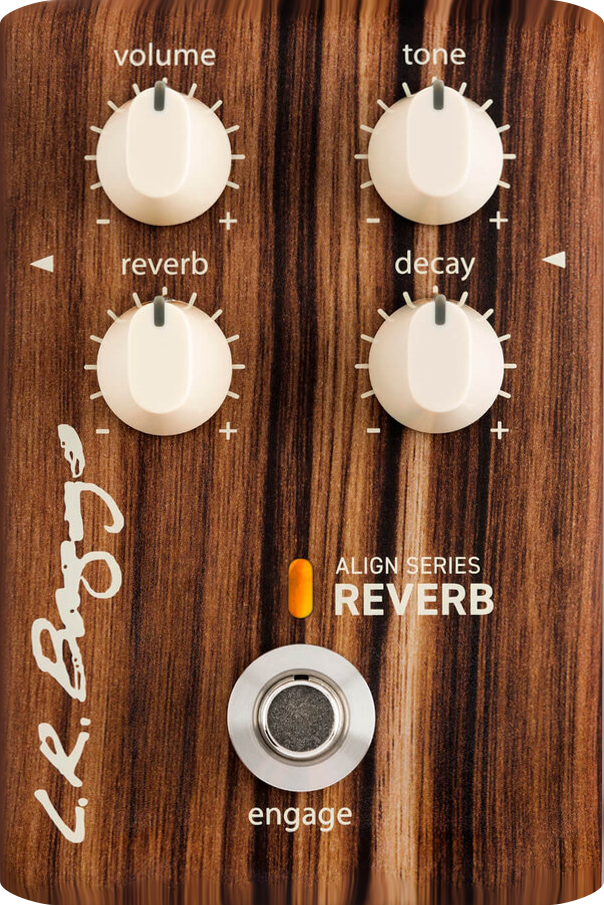 volume
tone
- +
- +
reverb
decay
- +
- +
L.R. Baggs
ALIGN SERIES
REVERB
engage